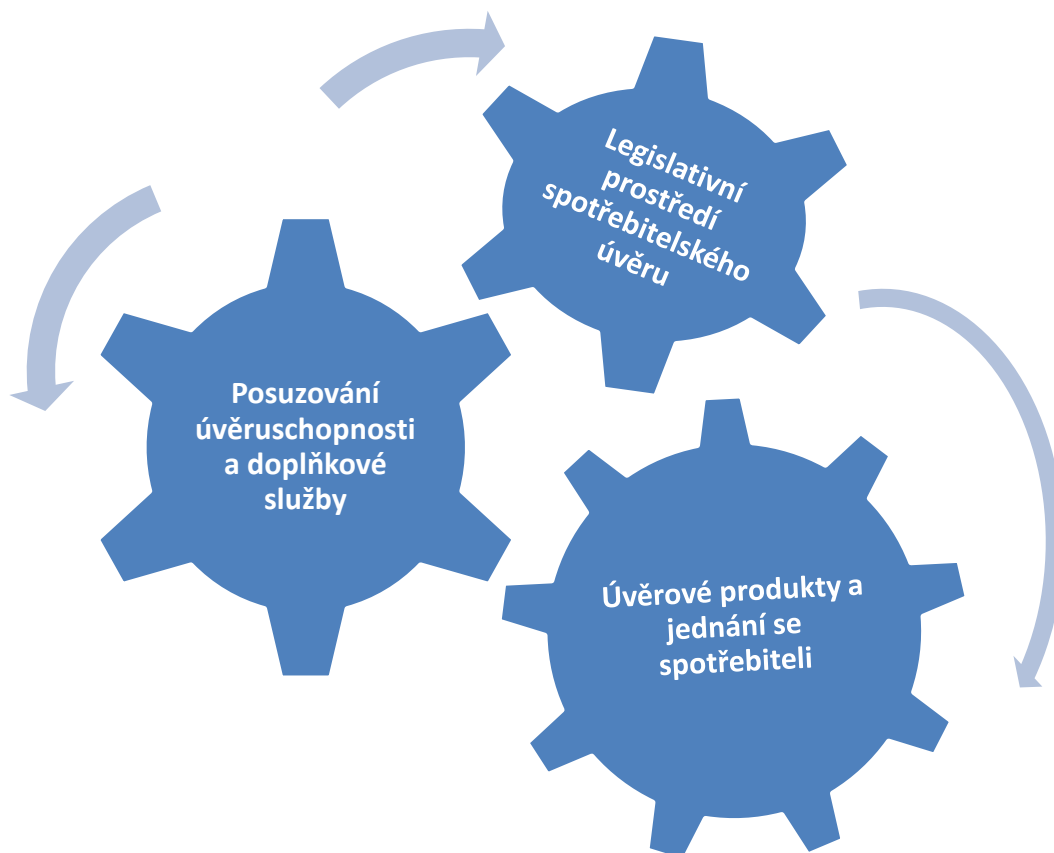 Legislativní
prostředí
spotřebitelského
úvěru
Posuzování
úvěruschopnosti
a doplňkové
služby
Úvěrové produkty a
jednání se
spotřebiteli